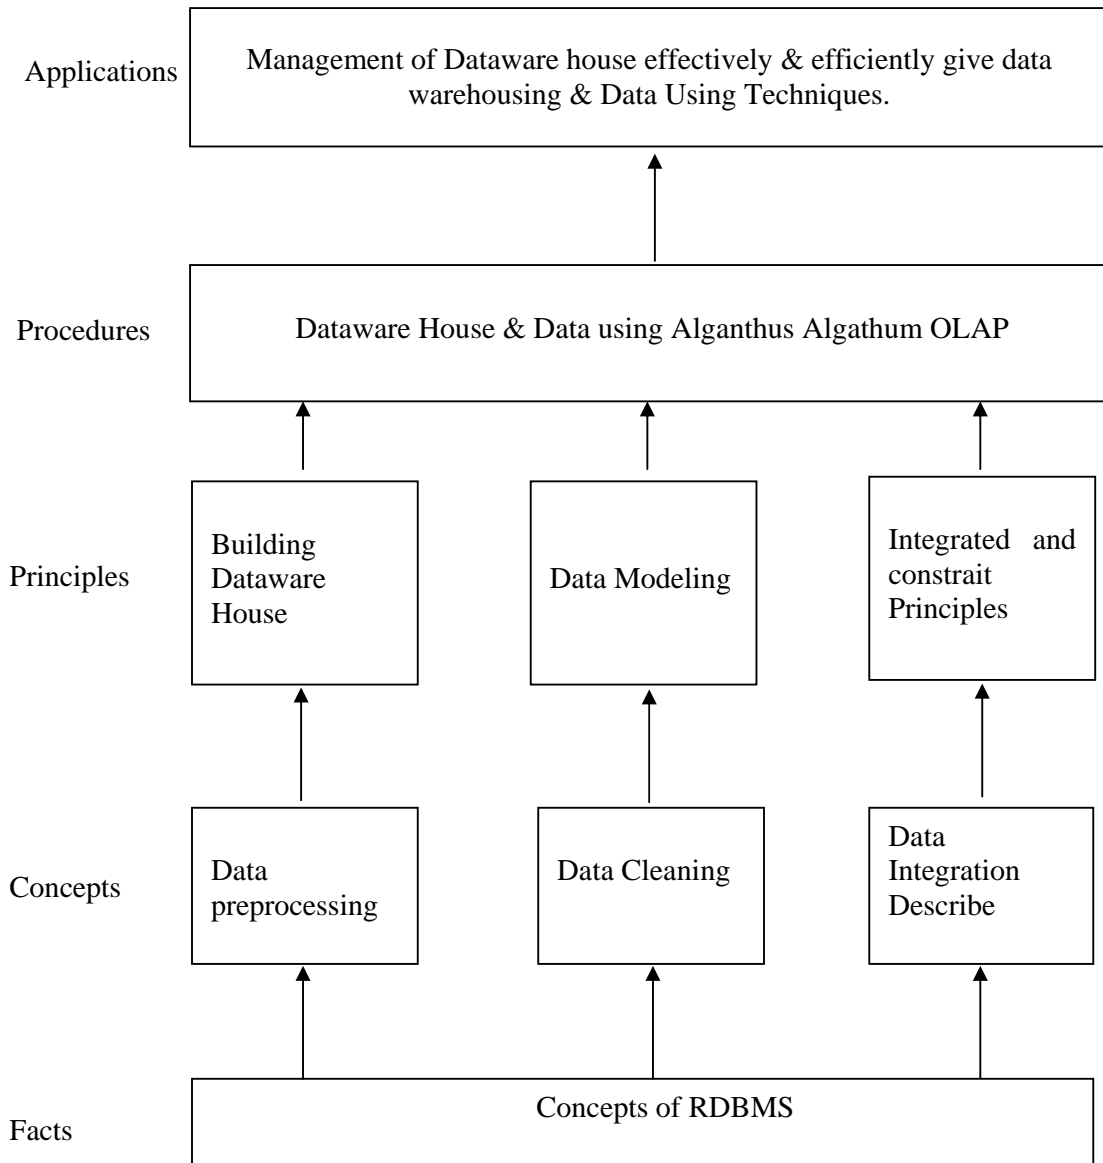 Applications
Management of Dataware house effectively & efficiently give data
warehousing & Data Using Techniques.
Procedures
Dataware House & Data using Alganthus Algathum OLAP
Principles
Building
Dataware
House
Data Modeling
Integrated and
constrait
Principles
Concepts
Data
preprocessing
Data Cleaning
Data
Integration
Describe
Facts
Concepts of RDBMS